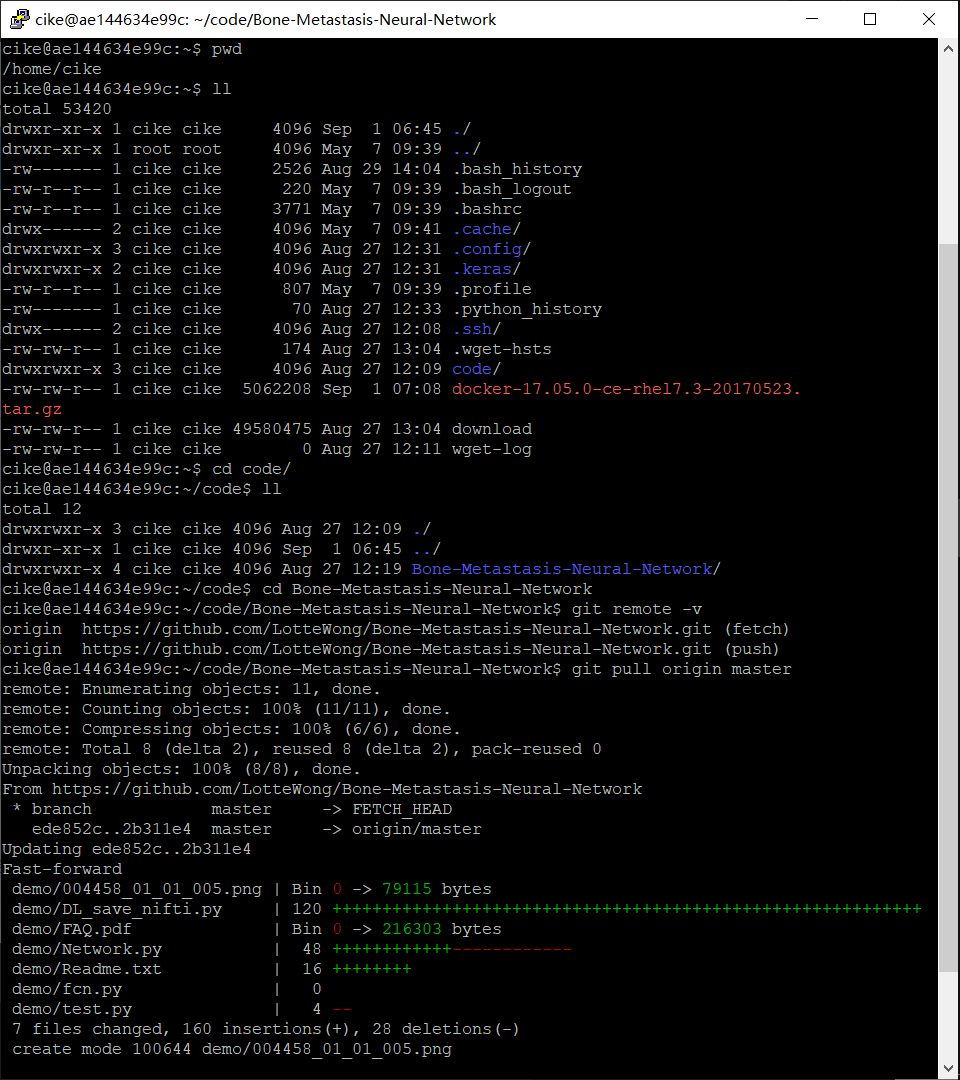 cike@ae144634e99c: ~/code/Bone-Metastasis-Neural-Network
cike@ae144634e99c:~$ pwd
/home/cike
cike@ae144634e99c:~$ ll
total 53420
drwxr-xr-x 1 cike cike     4096 Sep  1 06:45 ./
drwxr-xr-x 1 root root     4096 May  7 09:39 ../
-rw------- 1 cike cike     2526 Aug 29 14:04 .bash_history
-rw-r--r-- 1 cike cike      220 May  7 09:39 .bash_logout
-rw-r--r-- 1 cike cike     3771 May  7 09:39 .bashrc
drwx------ 2 cike cike     4096 May  7 09:41 .cache/
drwxrwxr-x 3 cike cike     4096 Aug 27 12:31 .config/
drwxrwxr-x 2 cike cike     4096 Aug 27 12:31 .keras/
-rw-r--r-- 1 cike cike      807 May  7 09:39 .profile
-rw------- 1 cike cike       70 Aug 27 12:33 .python_history
drwx------ 2 cike cike     4096 Aug 27 12:08 .ssh/
-rw-rw-r-- 1 cike cike      174 Aug 27 13:04 .wget-hsts
drwxrwxr-x 3 cike cike     4096 Aug 27 12:09 code/
-rw-rw-r-- 1 cike cike  5062208 Sep  1 07:08 docker-17.05.0-ce-rhel7.3-20170523.
tar.gz
-rw-rw-r-- 1 cike cike 49580475 Aug 27 13:04 download
-rw-rw-r-- 1 cike cike        0 Aug 27 12:11 wget-log
cike@ae144634e99c:~$ cd code/
cike@ae144634e99c:~/code$ ll
total 12
drwxrwxr-x 3 cike cike 4096 Aug 27 12:09 ./
drwxr-xr-x 1 cike cike 4096 Sep  1 06:45 ../
drwxrwxr-x 4 cike cike 4096 Aug 27 12:19 Bone-Metastasis-Neural-Network/
cike@ae144634e99c:~/code$ cd Bone-Metastasis-Neural-Network
cike@ae144634e99c:~/code/Bone-Metastasis-Neural-Network$ git remote -v
origin  https://github.com/LotteWong/Bone-Metastasis-Neural-Network.git (fetch)
origin  https://github.com/LotteWong/Bone-Metastasis-Neural-Network.git (push)
cike@ae144634e99c:~/code/Bone-Metastasis-Neural-Network$ git pull origin master
remote: Enumerating objects: 11, done.
remote: Counting objects: 100% (11/11), done.
remote: Compressing objects: 100% (6/6), done.
remote: Total 8 (delta 2), reused 8 (delta 2), pack-reused 0
Unpacking objects: 100% (8/8), done.
From https://github.com/LotteWong/Bone-Metastasis-Neural-Network
 * branch            master     -> FETCH_HEAD
   ede852c..2b311e4  master     -> origin/master
Updating ede852c..2b311e4
Fast-forward
 demo/004458_01_01_005.png | Bin 0 -> 79115 bytes
 demo/DL_save_nifti.py     | 120 +++++++++++++++++++++++++++++++++++++++++++++++++++++++++++
 demo/FAQ.pdf              | Bin 0 -> 216303 bytes
 demo/Network.py           |  48 ++++++++++++------------
 demo/Readme.txt           |  16 ++++++++
 demo/fcn.py               |   0
 demo/test.py              |   4 --
 7 files changed, 160 insertions(+), 28 deletions(-)
 create mode 100644 demo/004458_01_01_005.png